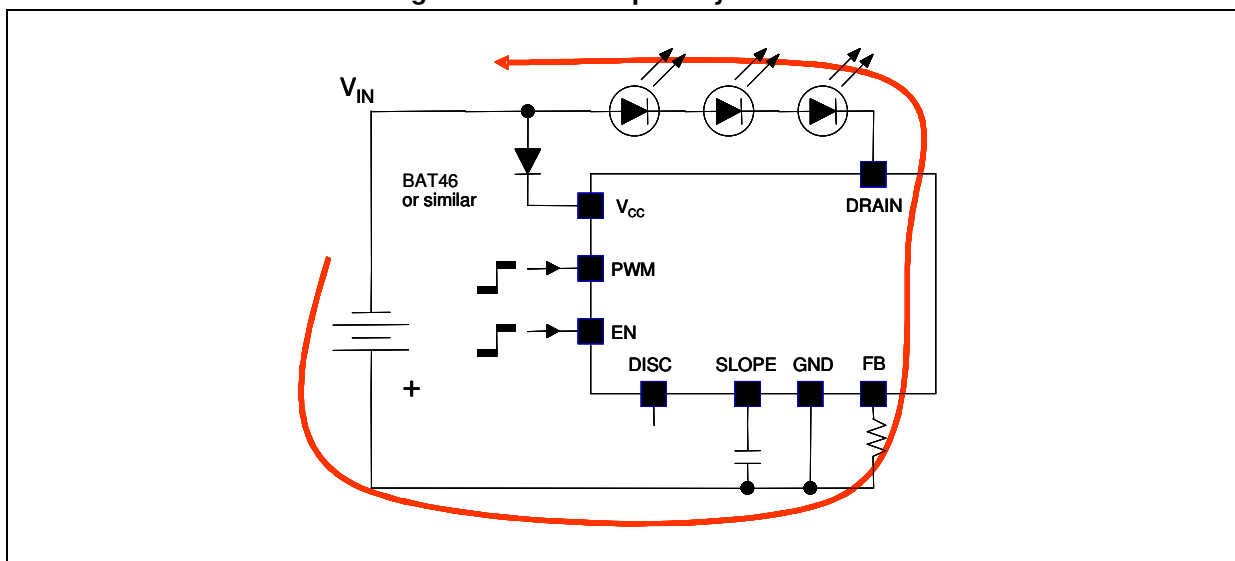 V_IN
BAT46
or similar
V_CC
DRAIN
PWM
EN
DISC SLOPE GND FB
+